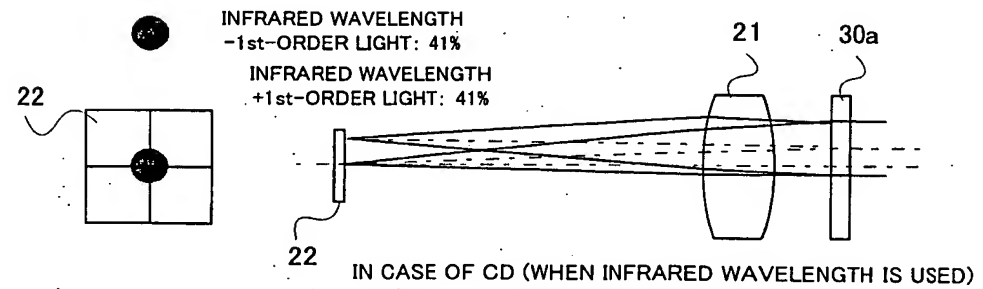 INFRARED WAVELENGTH
-1st-ORDER LIGHT: 41%
INFRARED WAVELENGTH
+1st-ORDER LIGHT: 41%
22
21
30a
22
IN CASE OF CD (WHEN INFRARED WAVELENGTH IS USED)